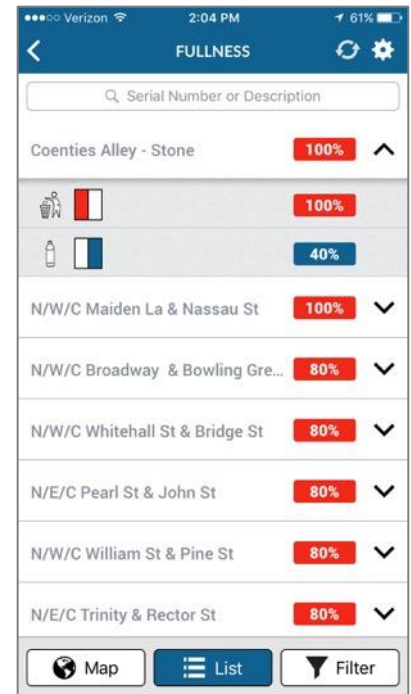 Verizon 2:04 PM 61%
FULLNESS
Serial Number or Description
Coenties Alley - Stone 100%
100%
40%
N/W/C Maiden La & Nassau St 100%
N/W/C Broadway & Bowling Gre... 80%
N/W/C Whitehall St & Bridge St 80%
N/E/C Pearl St & John St 80%
N/W/C William St & Pine St 80%
N/E/C Trinity & Rector St 80%
Map List Filter